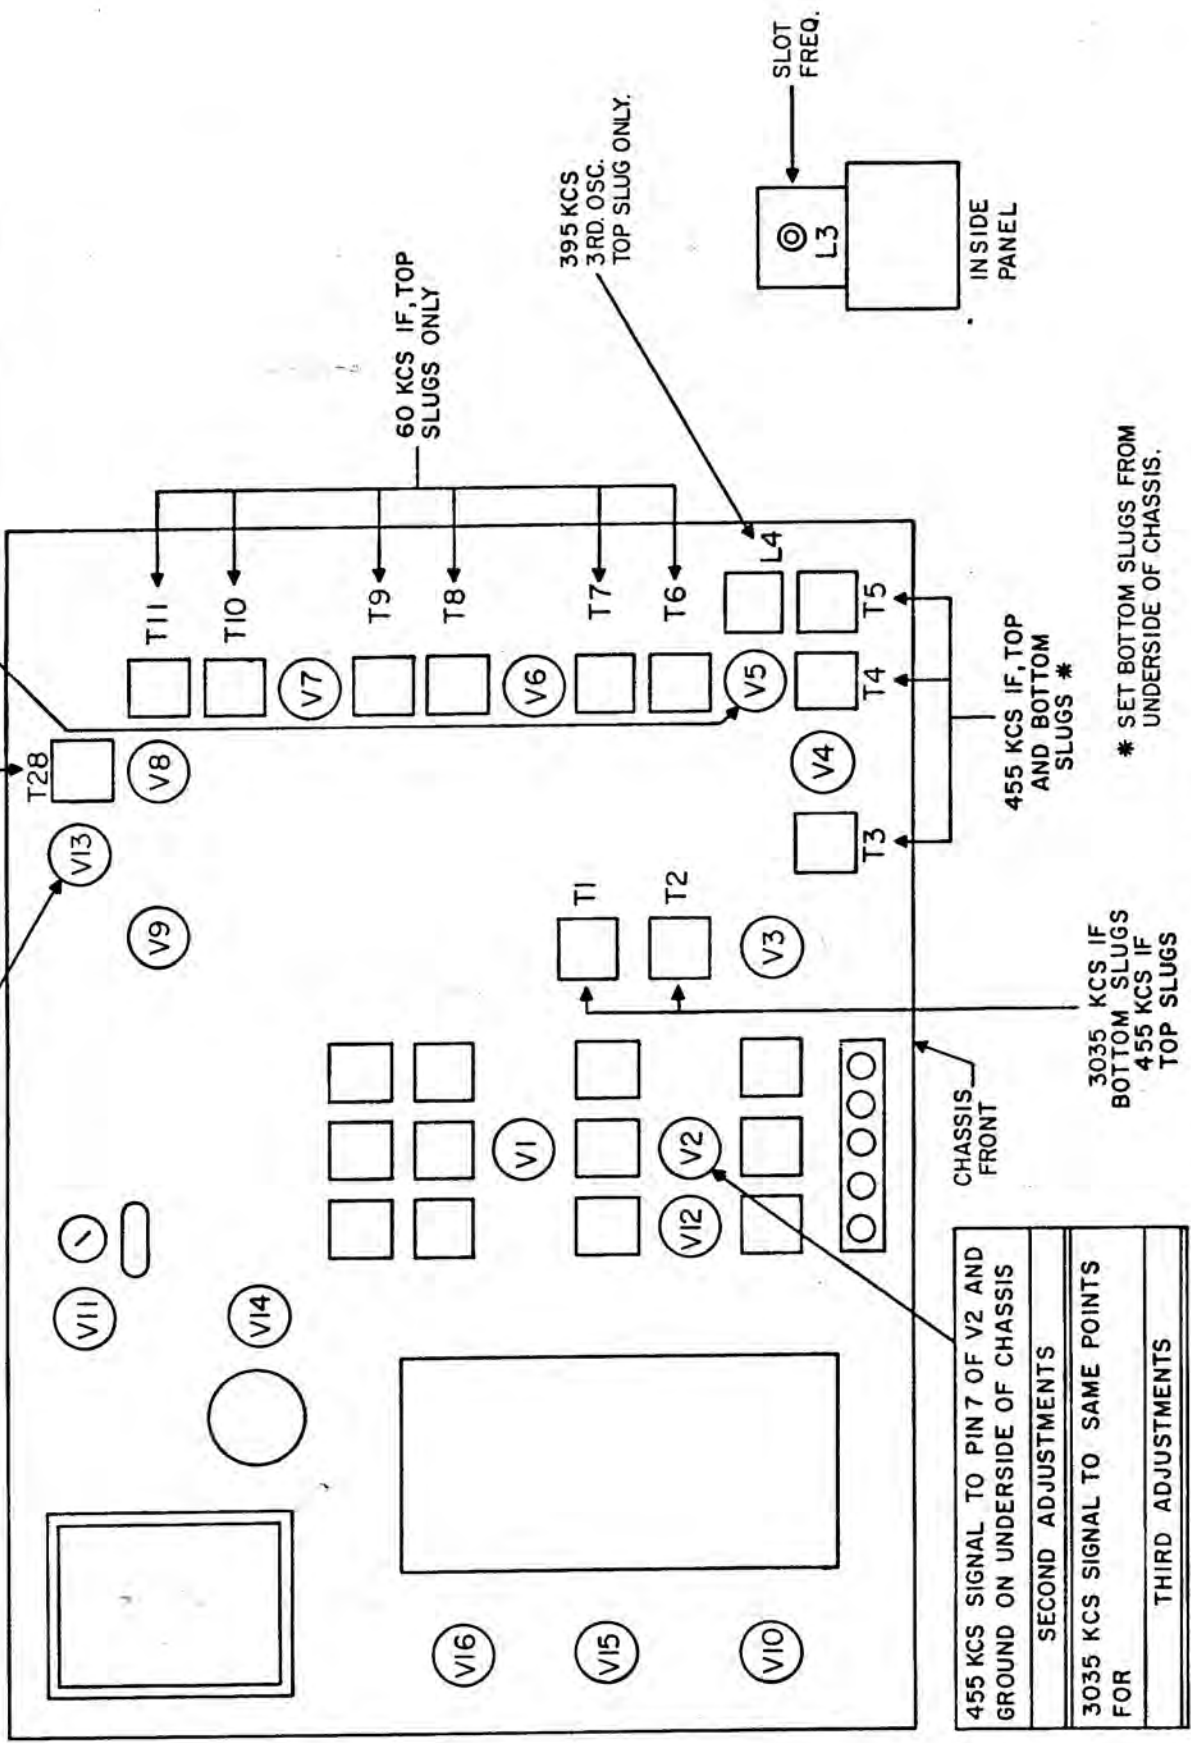 T28
V13
V8
V9
V11
V14
T11
T10
V7
T9
T8
V6
T7
T6
V5
L4
T4
T5
V4
T3
T1
T2
V3
V1
V2
V12
V16
V15
V10
60 KCS IF, TOP
SLUGS ONLY
395 KCS
3RD. OSC.
TOP SLUG ONLY.
SLOT
FREQ.
L3
INSIDE
PANEL
455 KCS IF, TOP
AND BOTTOM
SLUGS *
* SET BOTTOM SLUGS FROM
UNDERSIDE OF CHASSIS.
3035 KCS IF
BOTTOM SLUGS
455 KCS IF
TOP SLUGS
CHASSIS
FRONT
455 KCS SIGNAL TO PIN 7 OF V2 AND
GROUND ON UNDERSIDE OF CHASSIS
SECOND ADJUSTMENTS
3035 KCS SIGNAL TO SAME POINTS
FOR
THIRD ADJUSTMENTS